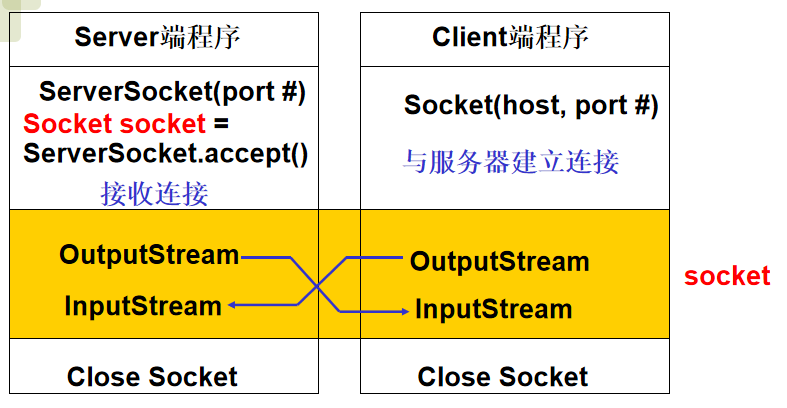 Server端程序
ServerSocket(port #)
Socket socket =
ServerSocket.accept()
接收连接
OutputStream
InputStream
Close Socket
Client端程序
Socket(host, port #)
与服务器建立连接
OutputStream
InputStream
Close Socket
socket